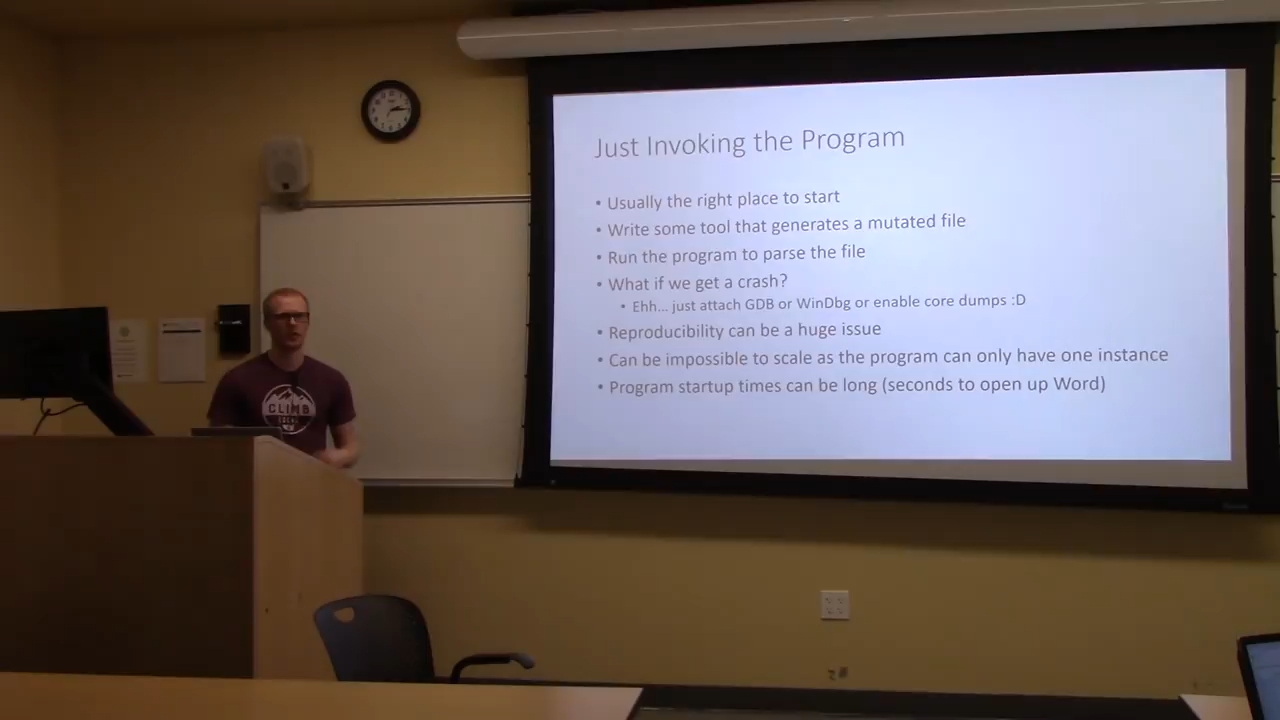 Just Invoking the Program
• Usually the right place to start
• Write some tool that generates a mutated file
• Run the program to parse the file
• What if we get a crash?
• Ehh... just attach GDB or WinDbg or enable core dumps :D
• Reproducibility can be a huge issue
• Can be impossible to scale as the program can only have one instance
• Program startup times can be long (seconds to open up Word)
CLIMB